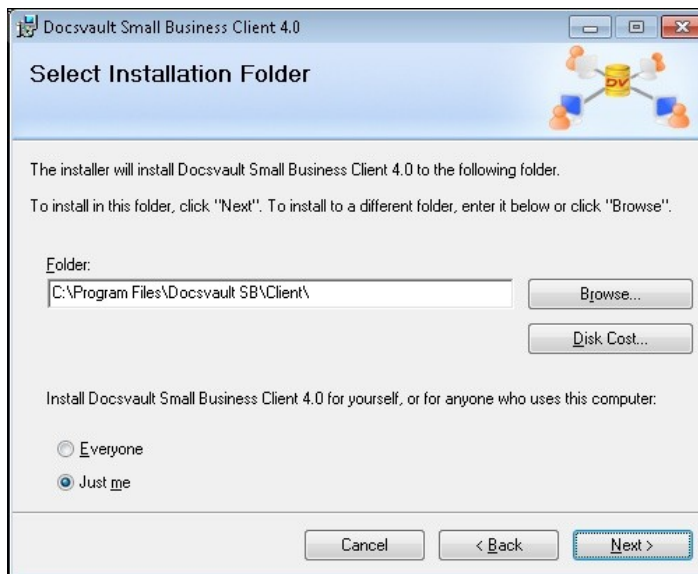 Docsvault Small Business Client 4.0
Select Installation Folder
DV
The installer will install Docsvault Small Business Client 4.0 to the following folder.
To install in this folder, click "Next". To install to a different folder, enter it below or click "Browse".
Folder:
C:\Program Files\Docsvault SB\Client\
Browse...
Disk Cost...
Install Docsvault Small Business Client 4.0 for yourself, or for anyone who uses this computer:
Everyone
Just me
Cancel
< Back
Next >